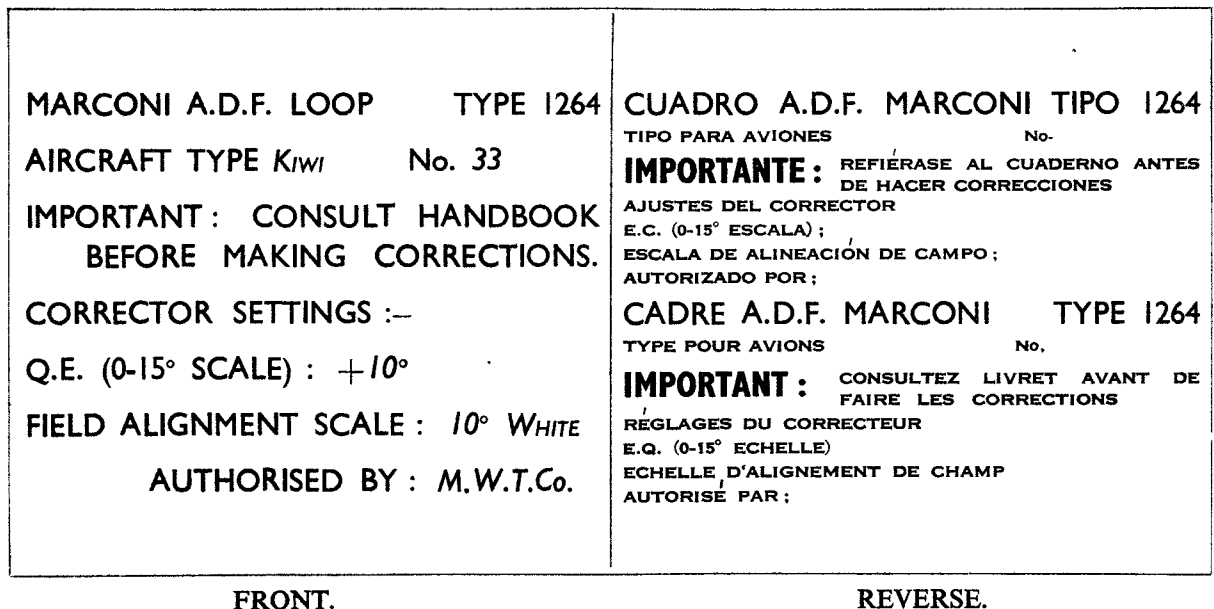 MARCONI A.D.F. LOOP TYPE 1264
AIRCRAFT TYPE KIWI No. 33
IMPORTANT : CONSULT HANDBOOK
BEFORE MAKING CORRECTIONS.
CORRECTOR SETTINGS :–
Q.E. (0-15° SCALE) : +10°
FIELD ALIGNMENT SCALE : 10° WHITE
AUTHORISED BY : M.W.T.Co.
FRONT.
CUADRO A.D.F. MARCONI TIPO 1264
TIPO PARA AVIONES No-
IMPORTANTE : REFIÉRASE AL CUADERNO ANTES
DE HACER CORRECCIONES
AJUSTES DEL CORRECTOR
E.C. (0-15° ESCALA) ;
ESCALA DE ALINEACIÓN DE CAMPO ;
AUTORIZADO POR ;
CADRE A.D.F. MARCONI TYPE 1264
TYPE POUR AVIONS No.
IMPORTANT : CONSULTEZ LIVRET AVANT DE
FAIRE LES CORRECTIONS
RÉGLAGES DU CORRECTEUR
E.Q. (0-15° ECHELLE)
ECHELLE D'ALIGNEMENT DE CHAMP
AUTORISÉ PAR ;
REVERSE.